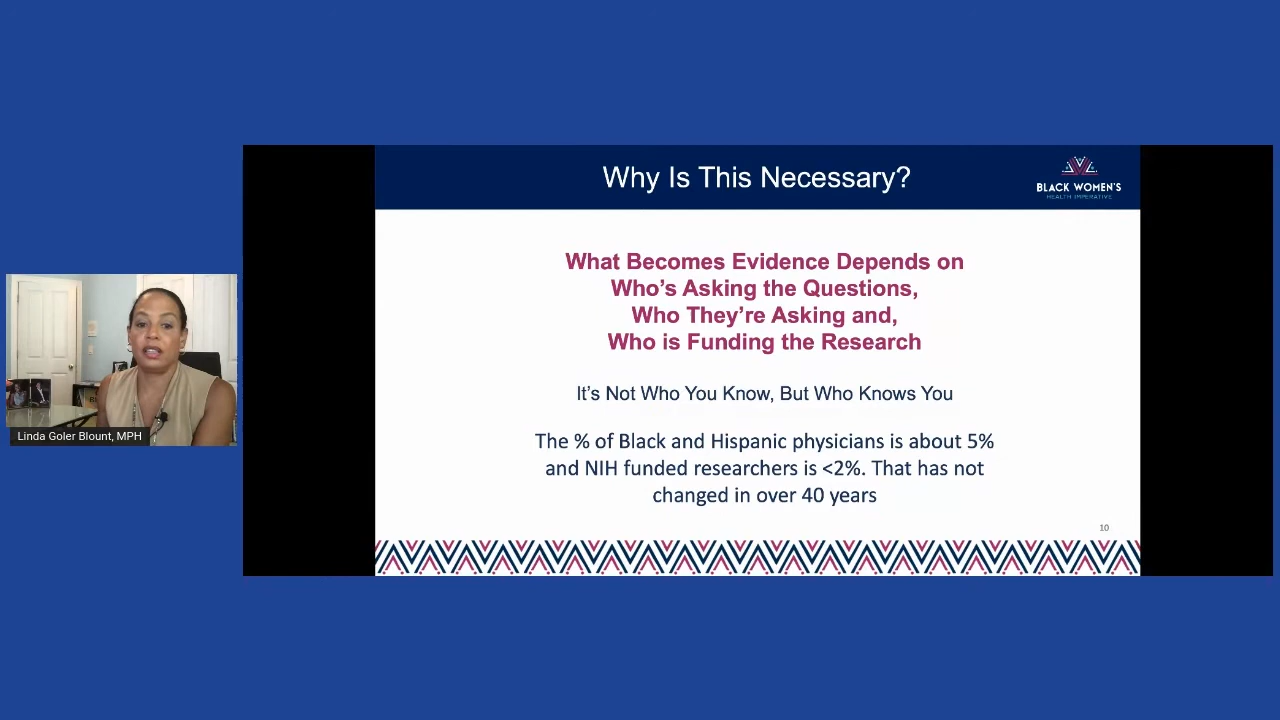 Why Is This Necessary?
BLACK WOMEN'S
HEALTH IMPERATIVE
What Becomes Evidence Depends on
Who's Asking the Questions,
Who They're Asking and,
Who is Funding the Research
It's Not Who You Know, But Who Knows You
The % of Black and Hispanic physicians is about 5%
and NIH funded researchers is <2%. That has not
changed in over 40 years
10
Linda Goler Blount, MPH